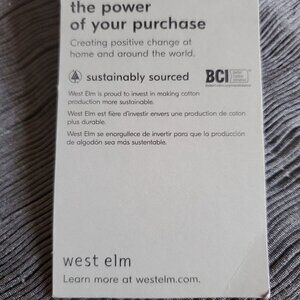 the power
of your purchase
Creating positive change at
home and around the world.
sustainably sourced
BCI
West Elm is proud to invest in making cotton
production more sustainable.
West Elm est fière d'investir envers une production de coton
plus durable.
West Elm se enorgullece de invertir para que la producción
de algodón sea más sustentable.
west elm
Learn more at westelm.com.